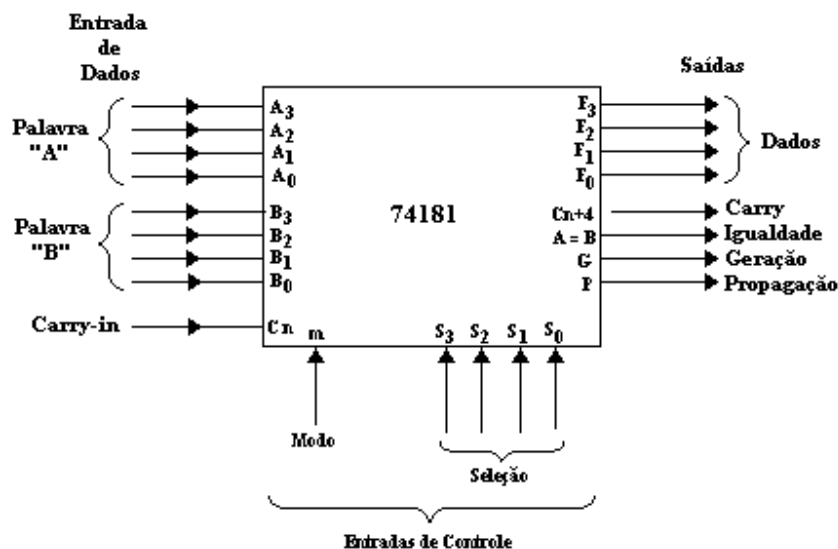 Entrada
de
Dados
Saídas
Palavra
"A"
A3
A2
A1
A0
F3
F2
F1
F0
Dados
Palavra
"B"
B3
B2
B1
B0
74181
Cn+4
Carry
A = B
Igualdade
G
Geração
P
Propagação
Carry-in
Cn
m
S3 S2 S1 S0
Modo
Seleção
Entradas de Controle